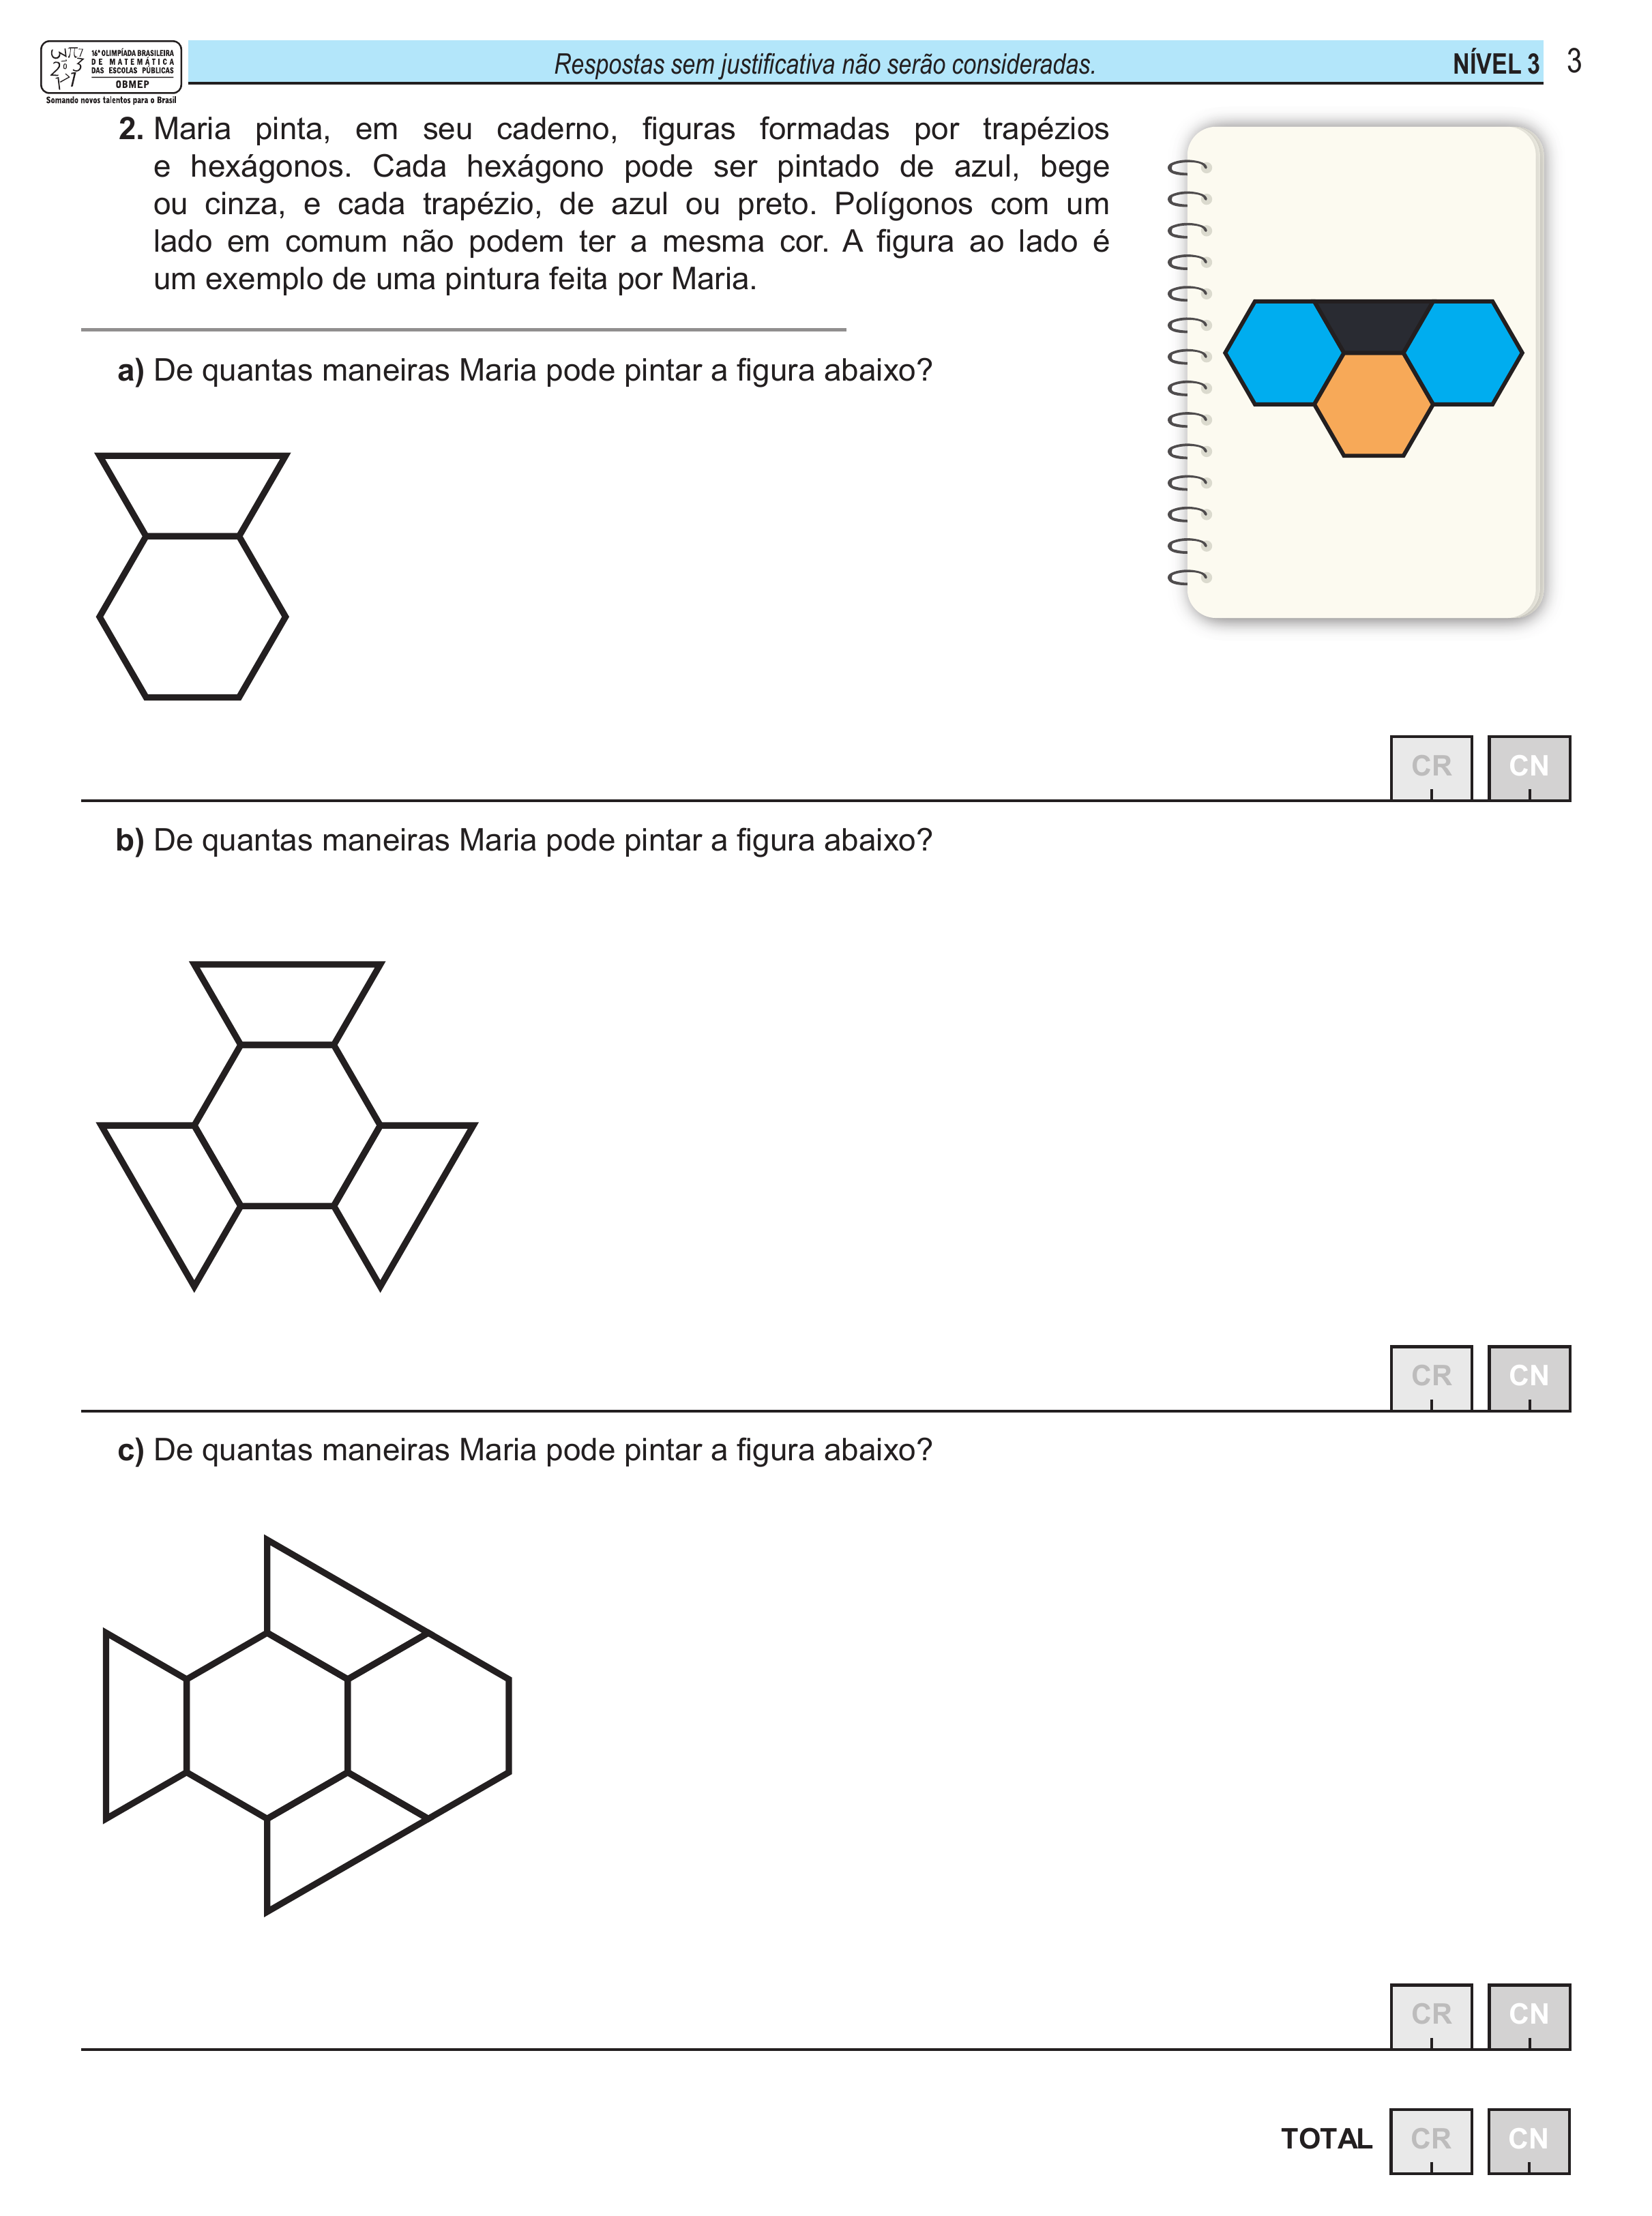 16ª OLIMPÍADA BRASILEIRA
DE MATEMÁTICA
DAS ESCOLAS PÚBLICAS
OBMEP
Somando novos talentos para o Brasil
Respostas sem justificativa não serão consideradas.
NÍVEL 3
3
2. Maria pinta, em seu caderno, figuras formadas por trapézios
e hexágonos. Cada hexágono pode ser pintado de azul, bege
ou cinza, e cada trapézio, de azul ou preto. Polígonos com um
lado em comum não podem ter a mesma cor. A figura ao lado é
um exemplo de uma pintura feita por Maria.
a) De quantas maneiras Maria pode pintar a figura abaixo?
CR CN
b) De quantas maneiras Maria pode pintar a figura abaixo?
CR CN
c) De quantas maneiras Maria pode pintar a figura abaixo?
CR CN
TOTAL CR CN